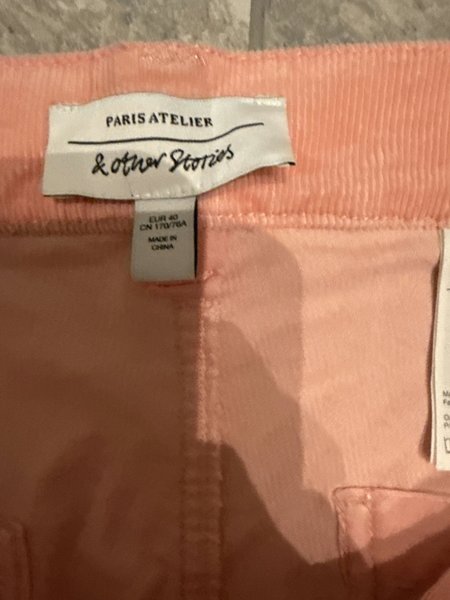 PARIS ATELIER
& other Stories
EUR 40
CN 170/76A
MADE IN
CHINA